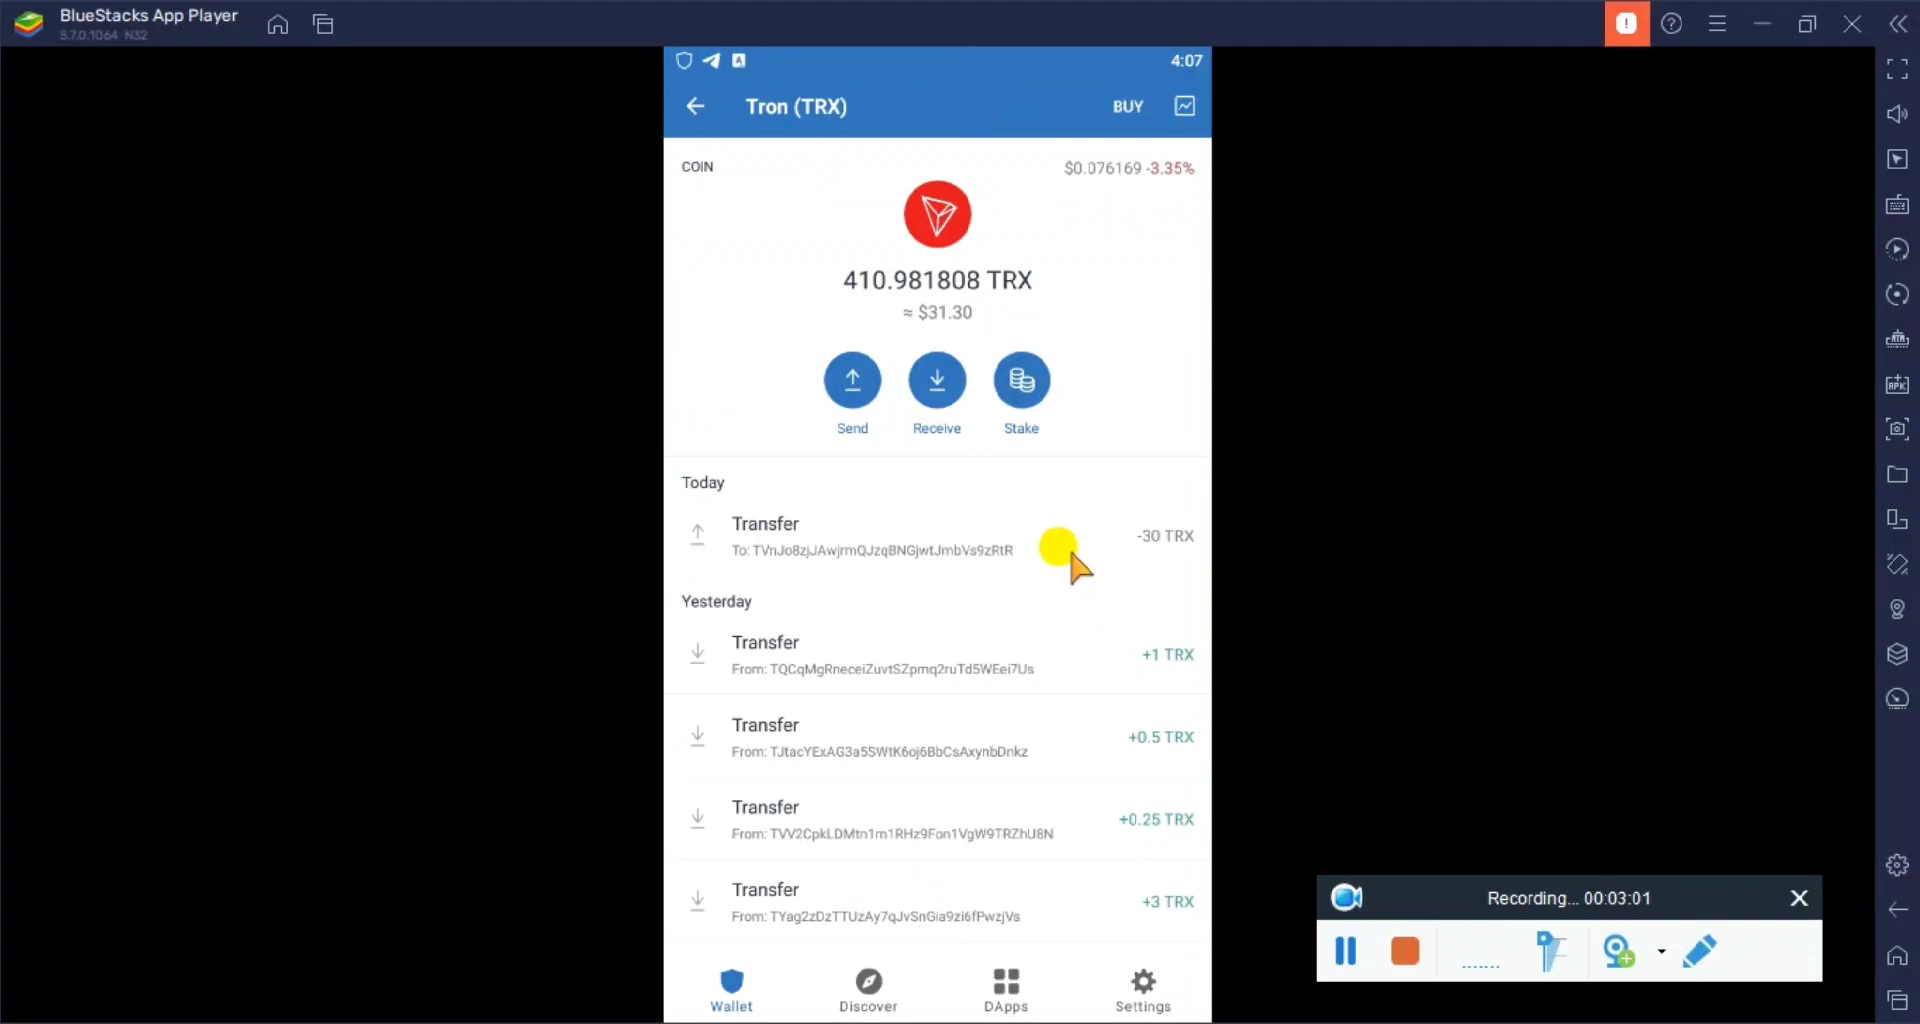 BlueStacks App Player
5.7.0.1064 N32
4:07
Tron (TRX)
BUY
COIN
$0.076169 -3.35%
410.981808 TRX
≈ $31.30
Send
Receive
Stake
Today
Transfer
-30 TRX
To: TVnJo8zjJAwjrmQJzqBNGjwtJmbVs9zRtR
Yesterday
Transfer
+1 TRX
From: TQCqMgRneceiZuvtSZpmq2ruTd5WEei7Us
Transfer
+0.5 TRX
From: TJtacYExAG3a5SWtK6oj6BbCsAxynbDnkz
Transfer
+0.25 TRX
From: TVV2CpkLDMtn1m1RHz9Fon1VgW9TRZhU8N
Transfer
+3 TRX
From: TYag2zDzTTUzAy7qJvSnGia9zi6fPwzjVs
Wallet
Discover
DApps
Settings
Recording... 00:03:01